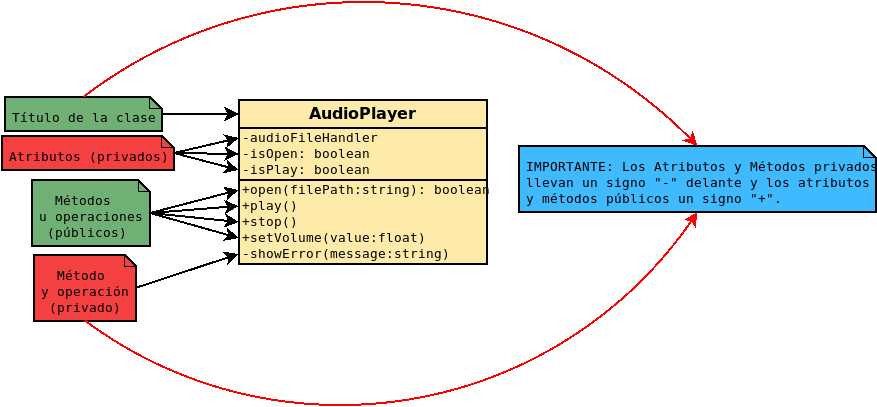 Título de la clase
Atributos (privados)
Métodos
u operaciones
(públicos)
Método
y operación
(privado)
AudioPlayer
-audioFileHandler
-isOpen: boolean
-isPlay: boolean
+open(filePath:string): boolean
+play()
+stop()
+setVolume(value:float)
-showError(message:string)
IMPORTANTE: Los Atributos y Métodos privados
llevan un signo "-" delante y los atributos
y métodos públicos un signo "+".